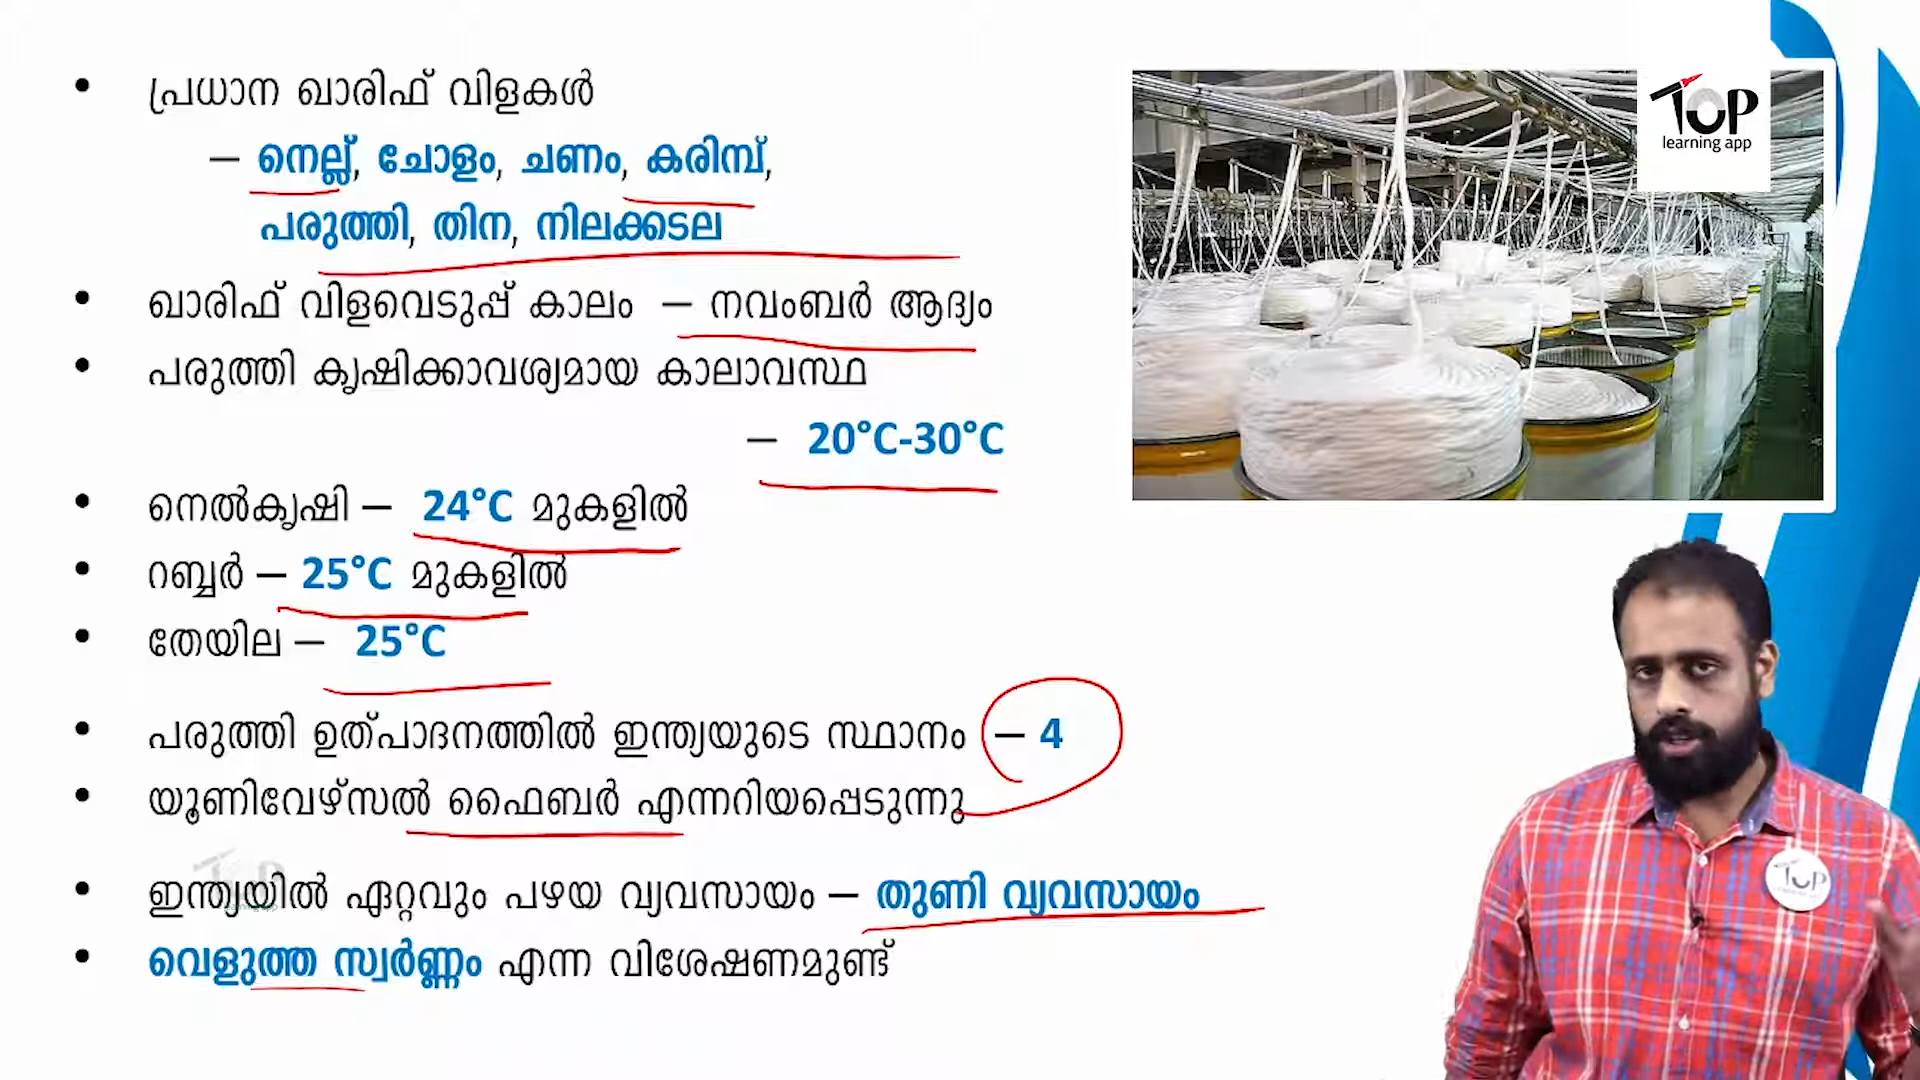 • പ്രധാന ഖാരിഫ് വിളകൾ
– നെല്ല്, ചോളം, ചണം, കരിമ്പ്,
പരുത്തി, തിന, നിലക്കടല
• ഖാരിഫ് വിളവെടുപ്പ് കാലം – നവംബർ ആദ്യം
• പരുത്തി കൃഷിക്കാവശ്യമായ കാലാവസ്ഥ
– 20°C-30°C
• നെൽകൃഷി – 24°C മുകളിൽ
• റബ്ബർ – 25°C മുകളിൽ
• തേയില – 25°C
• പരുത്തി ഉത്പാദനത്തിൽ ഇന്ത്യയുടെ സ്ഥാനം – 4
• യൂണിവേഴ്സൽ ഫൈബർ എന്നറിയപ്പെടുന്നു
• ഇന്ത്യയിൽ ഏറ്റവും പഴയ വ്യവസായം – തുണി വ്യവസായം
• വെളുത്ത സ്വർണ്ണം എന്ന വിശേഷണമുണ്ട്
TOP
learning app
TOP